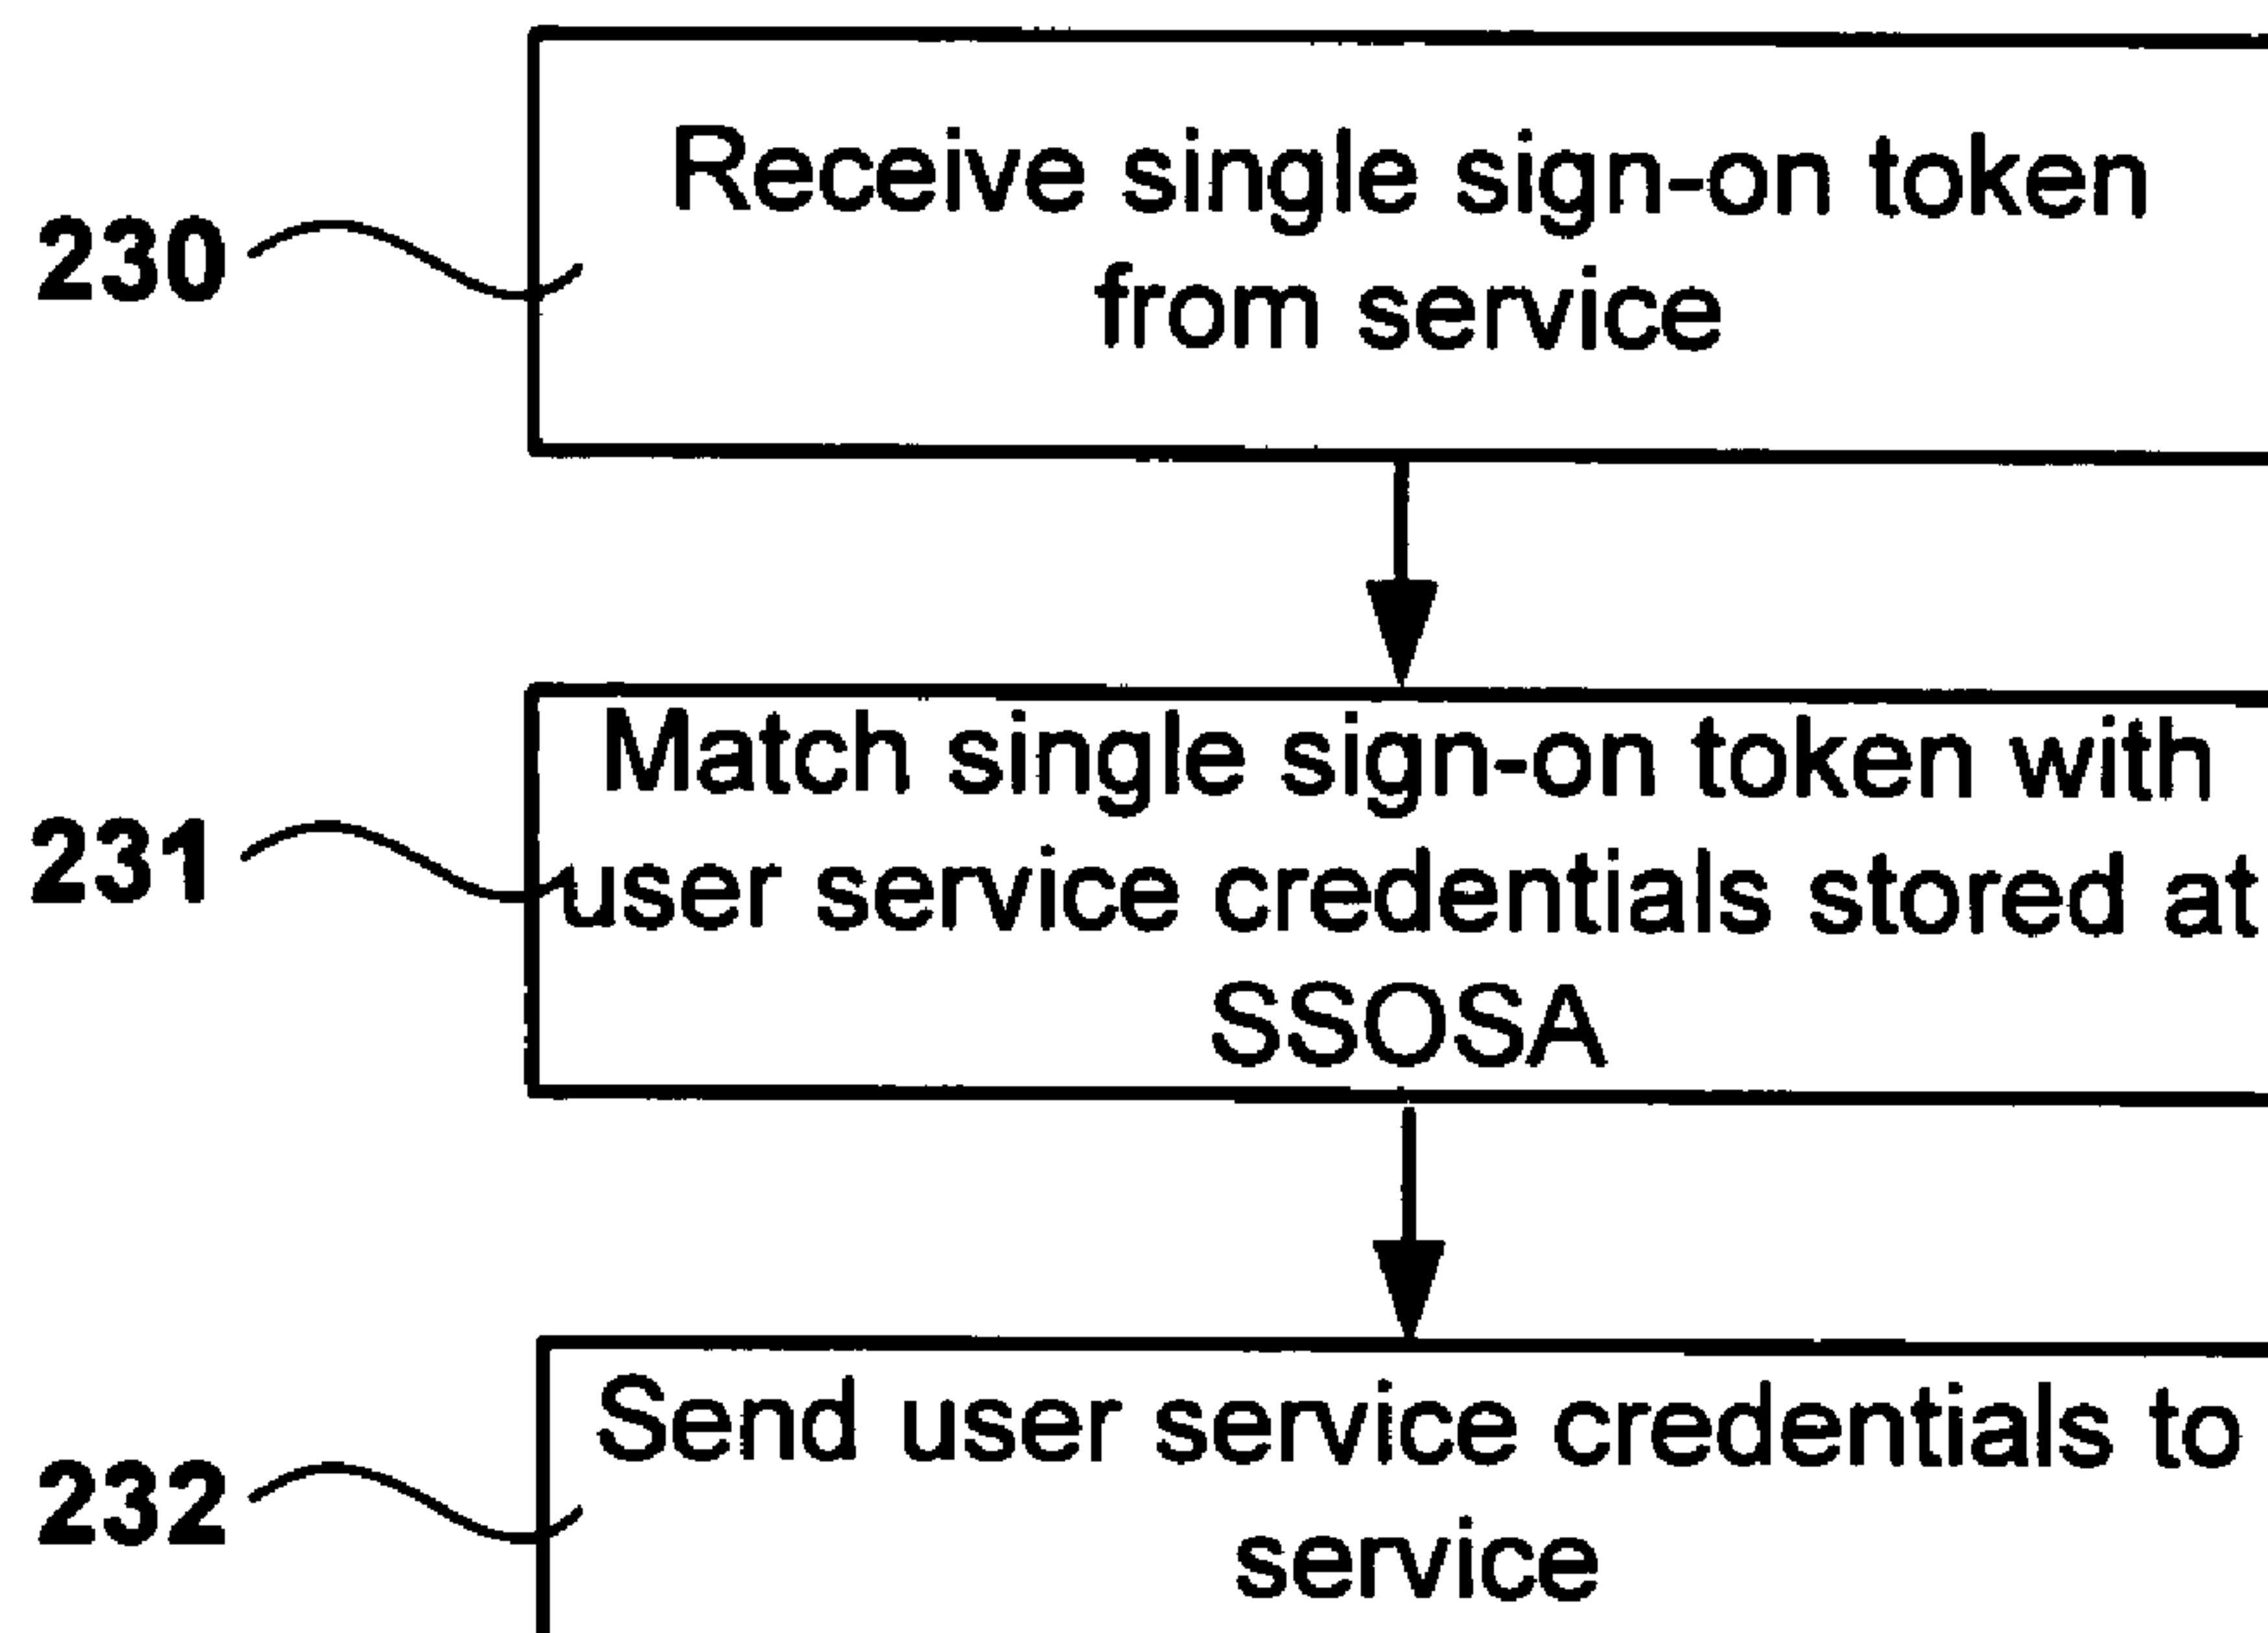 230
Receive single sign-on token
from service
231
Match single sign-on token with
user service credentials stored at
SSOSA
232
Send user service credentials to
service